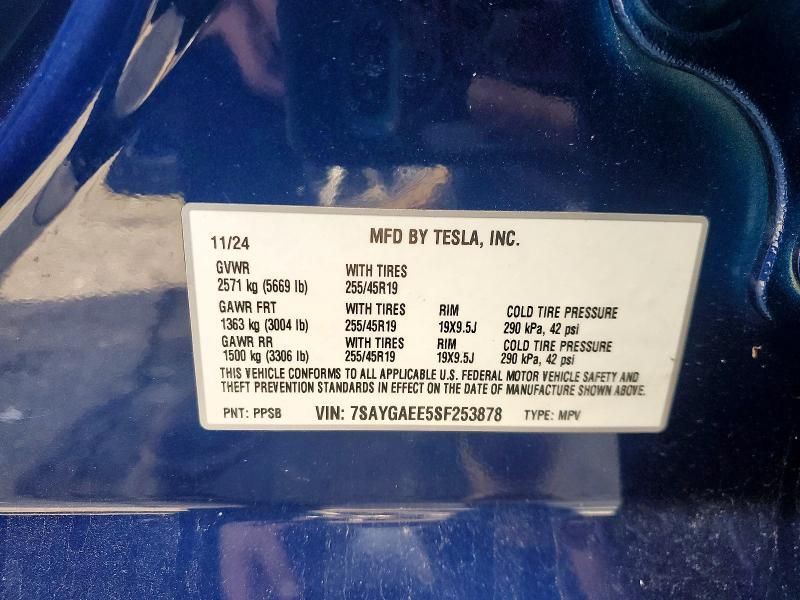 11/24 MFD BY TESLA, INC.
GVWR WITH TIRES
2571 kg (5669 lb) 255/45R19
GAWR FRT WITH TIRES RIM COLD TIRE PRESSURE
1363 kg (3004 lb) 255/45R19 19X9.5J 290 kPa, 42 psi
GAWR RR WITH TIRES RIM COLD TIRE PRESSURE
1500 kg (3306 lb) 255/45R19 19X9.5J 290 kPa, 42 psi
THIS VEHICLE CONFORMS TO ALL APPLICABLE U.S. FEDERAL MOTOR VEHICLE SAFETY AND
THEFT PREVENTION STANDARDS IN EFFECT ON THE DATE OF MANUFACTURE SHOWN ABOVE.
PNT: PPSB VIN: 7SAYGAEE5SF253878 TYPE: MPV